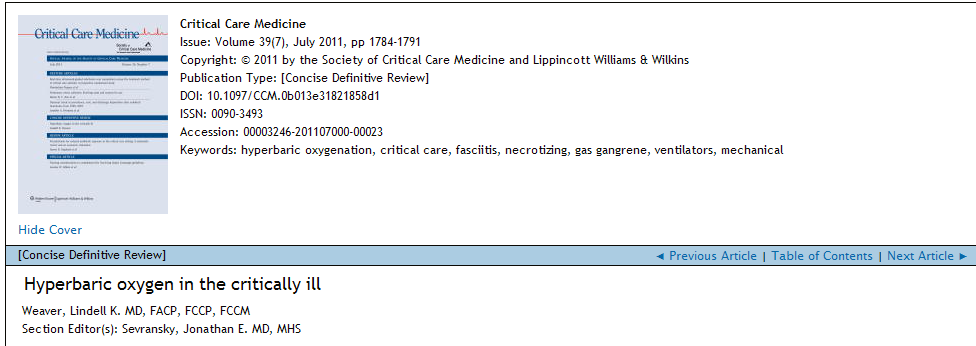 Critical Care Medicine
Critical Care Medicine
Issue: Volume 39(7), July 2011, pp 1784-1791
Copyright: © 2011 by the Society of Critical Care Medicine and Lippincott Williams & Wilkins
Publication Type: [Concise Definitive Review]
DOI: 10.1097/CCM.0b013e31821858d1
ISSN: 0090-3493
Accession: 00003246-201107000-00023
Keywords: hyperbaric oxygenation, critical care, fasciitis, necrotizing, gas gangrene, ventilators, mechanical
Hide Cover
[Concise Definitive Review]
◄ Previous Article | Table of Contents | Next Article ►
Hyperbaric oxygen in the critically ill
Weaver, Lindell K. MD, FACP, FCCP, FCCM
Section Editor(s): Sevransky, Jonathan E. MD, MHS